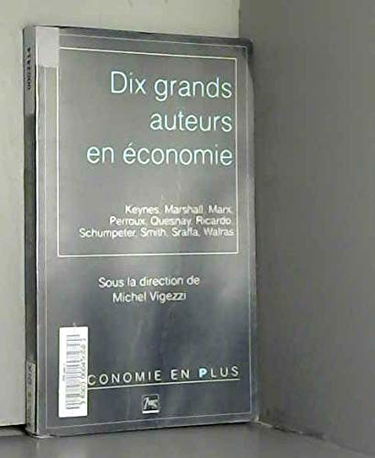 Dix grands
auteurs
en économie
Keynes, Marshall, Marx,
Perroux, Quesnay, Ricardo,
Schumpeter, Smith, Sraffa, Walras
Sous la direction de
Michel Vigezzi
CONOMIE EN PLUS